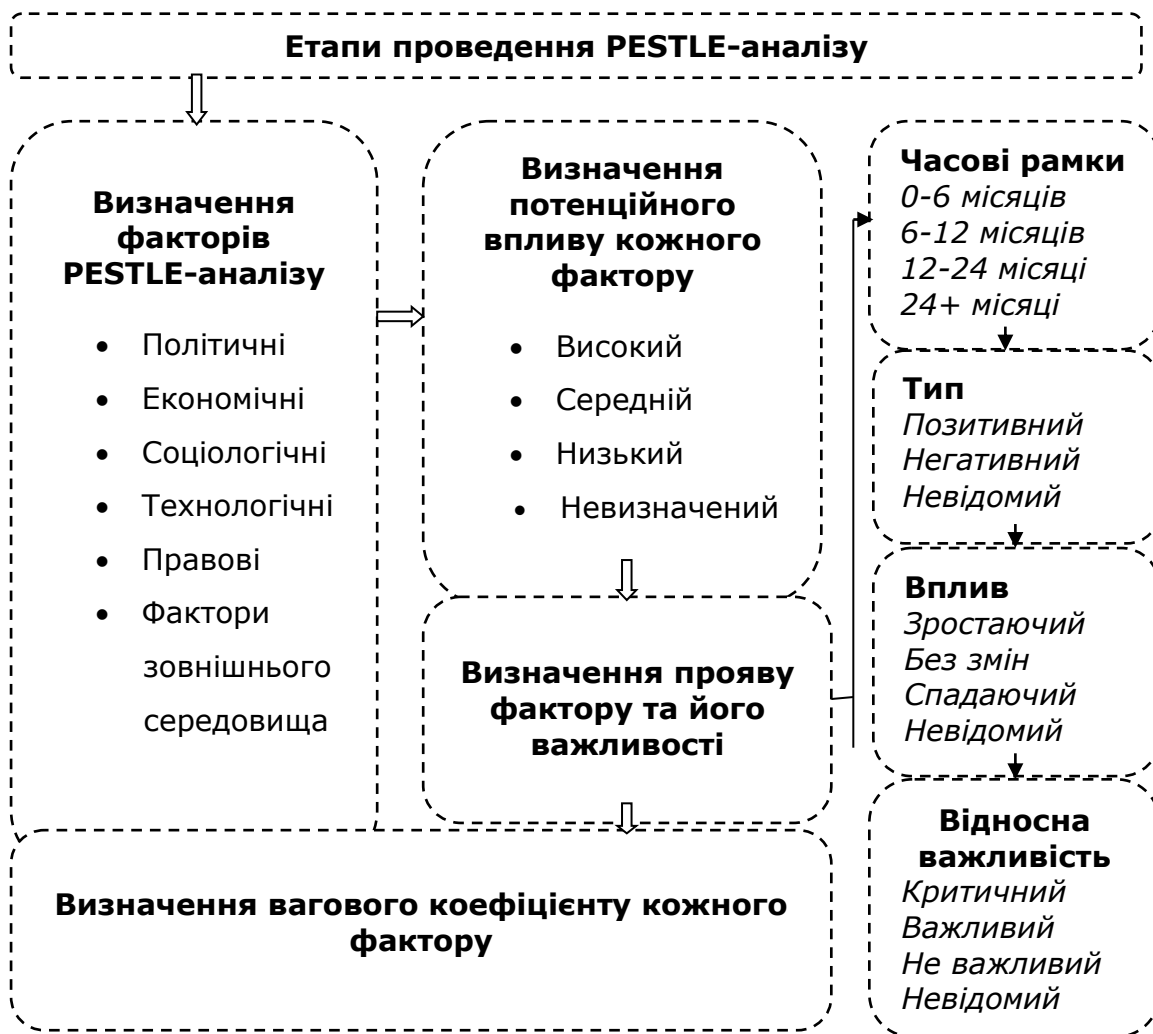 Етапи проведення PESTLE-аналізу
Визначення
факторів
PESTLE-аналізу
• Політичні
• Економічні
• Соціологічні
• Технологічні
• Правові
• Фактори
зовнішнього
середовища
Визначення
потенційного
впливу кожного
фактору
• Високий
• Середній
• Низький
• Невизначений
Визначення прояву
фактору та його
важливості
Визначення вагового коефіцієнту кожного
фактору
Часові рамки
0-6 місяців
6-12 місяців
12-24 місяці
24+ місяці
Тип
Позитивний
Негативний
Невідомий
Вплив
Зростаючий
Без змін
Спадаючий
Невідомий
Відносна
важливість
Критичний
Важливий
Не важливий
Невідомий